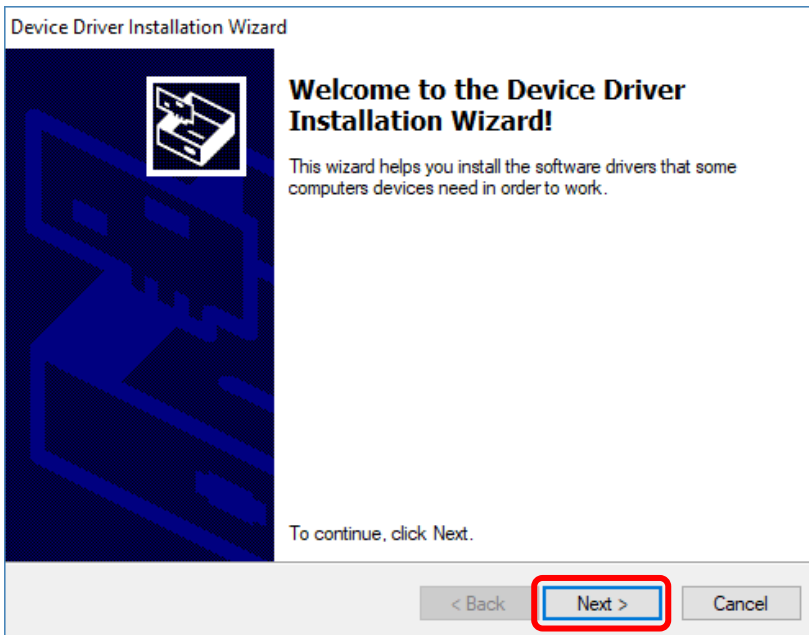 Device Driver Installation Wizard
Welcome to the Device Driver
Installation Wizard!
This wizard helps you install the software drivers that some
computers devices need in order to work.
To continue, click Next.
< Back
Next >
Cancel